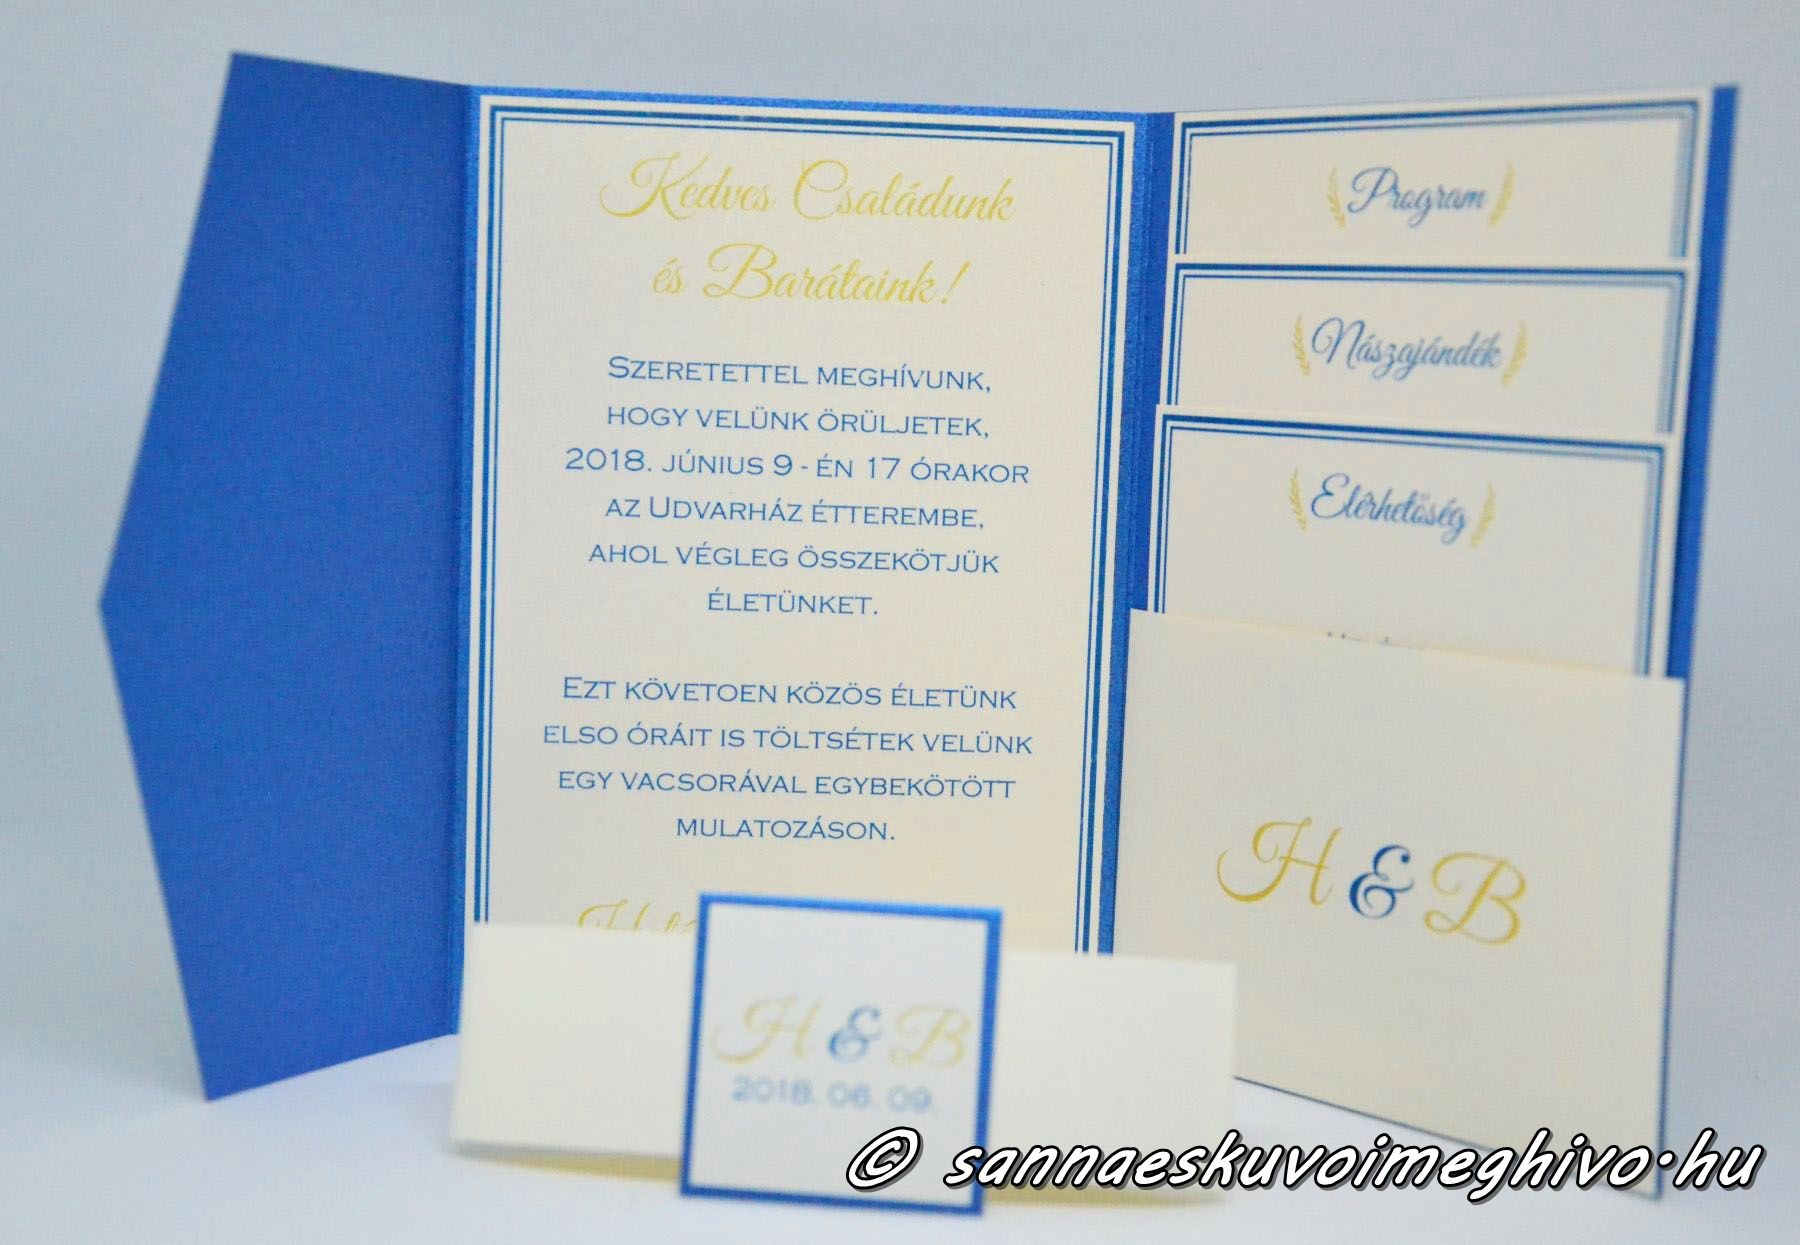 Kedves Családunk
és Barátaink!
SZERETETTEL MEGHÍVUNK,
HOGY VELÜNK ÖRÜLJETEK,
2018. JÚNIUS 9 - ÉN 17 ÓRAKOR
AZ UDVARHÁZ ÉTTEREMBE,
AHOL VÉGLEG ÖSSZEKÖTJÜK
ÉLETÜNKET.
EZT KÖVETOEN KÖZÖS ÉLETÜNK
ELSO ÓRÁIT IS TÖLTSÉTEK VELÜNK
EGY VACSORÁVAL EGYBEKÖTÖTT
MULATOZÁSON.
Program
Nászajándék
Elérhetőség
H & B
H & B
2018. 06. 09.
© sannaeskuvoimeghivo.hu